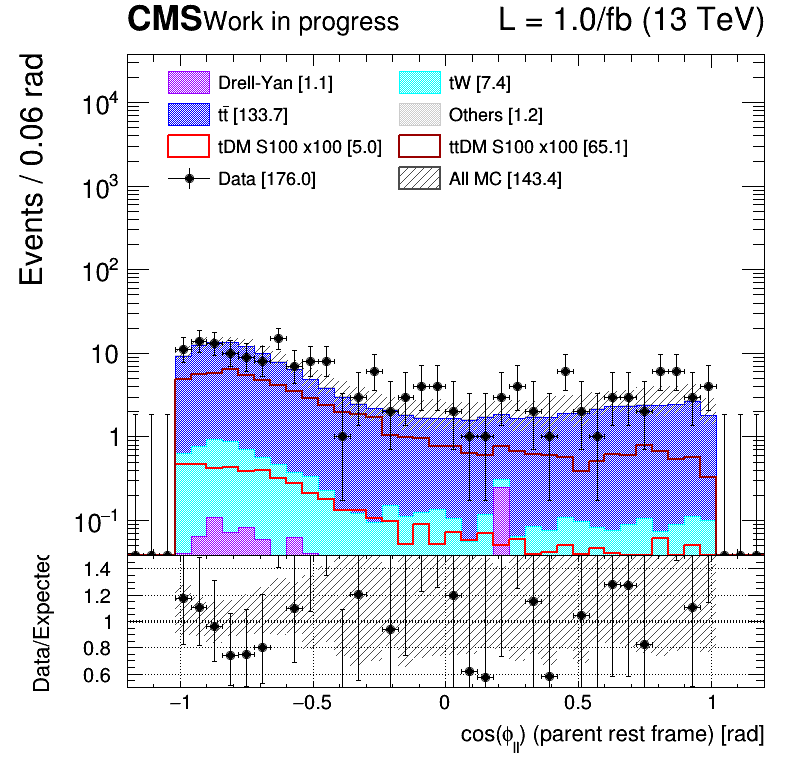 CMS Work in progress L = 1.0/fb (13 TeV)
Events / 0.06 rad
Drell-Yan [1.1] tW [7.4]
tt̄ [133.7] Others [1.2]
tDM S100 x100 [5.0] ttDM S100 x100 [65.1]
Data [176.0] All MC [143.4]
10⁴
10³
10²
10
1
10⁻¹
Data/Expected
1.4
1.2
1
0.8
0.6
−1 −0.5 0 0.5 1
cos(ϕ_ll) (parent rest frame) [rad]